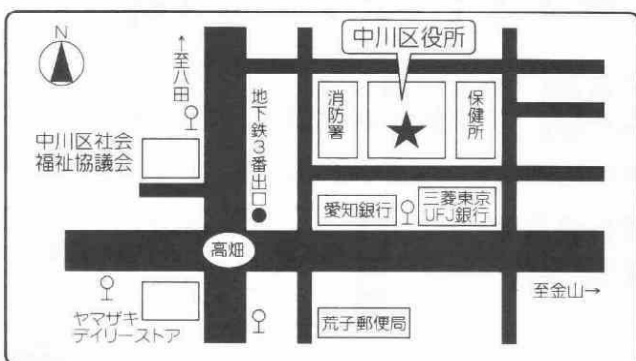 N
↑至八田
中川区役所
消防署
保健所
地下鉄3番出口
中川区社会
福祉協議会
愛知銀行
三菱東京
UFJ銀行
高畑
至金山→
ヤマザキ
デイリーストア
荒子郵便局